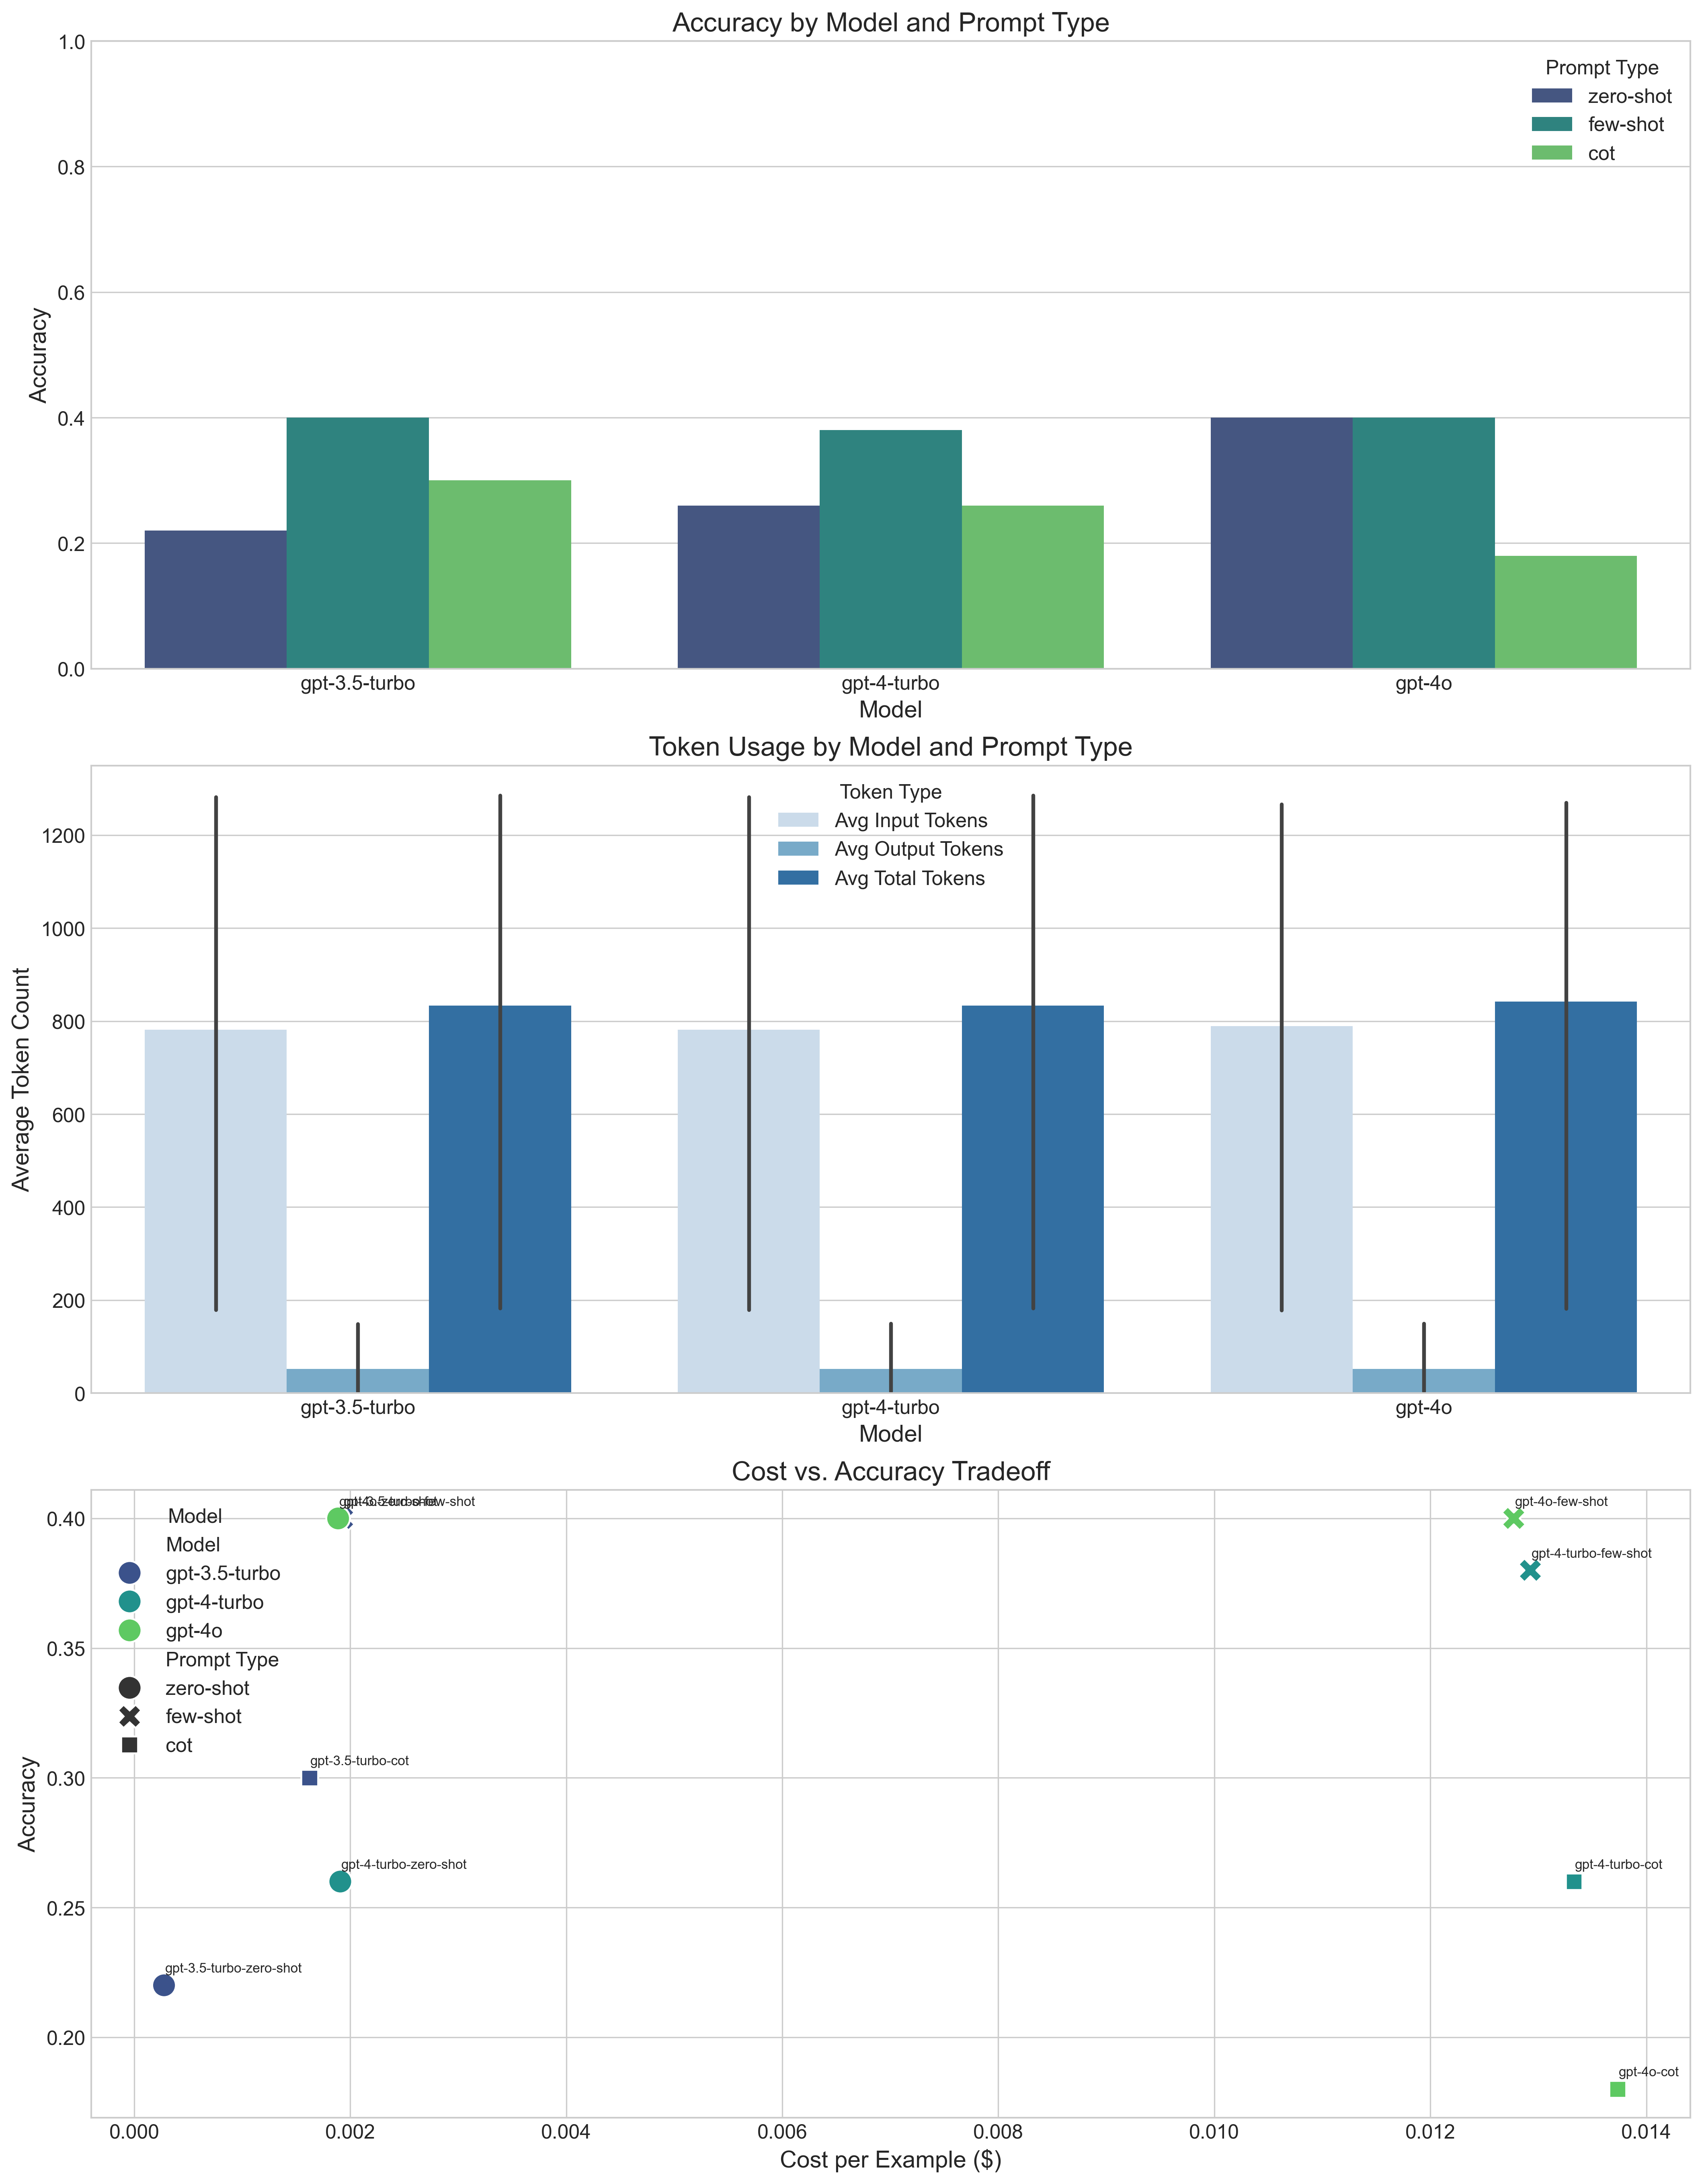 Accuracy by Model and Prompt Type
Accuracy
1.0
0.8
0.6
0.4
0.2
0.0
Prompt Type
zero-shot
few-shot
cot
gpt-3.5-turbo
gpt-4-turbo
gpt-4o
Model
Token Usage by Model and Prompt Type
Average Token Count
1200
1000
800
600
400
200
0
Token Type
Avg Input Tokens
Avg Output Tokens
Avg Total Tokens
gpt-3.5-turbo
gpt-4-turbo
gpt-4o
Model
Cost vs. Accuracy Tradeoff
Accuracy
0.40
0.35
0.30
0.25
0.20
Model
Model
gpt-3.5-turbo
gpt-4-turbo
gpt-4o
Prompt Type
zero-shot
few-shot
cot
gpt-4o-few-shot
gpt-4-turbo-few-shot
gpt-3.5-turbo-cot
gpt-4-turbo-zero-shot
gpt-4-turbo-cot
gpt-3.5-turbo-zero-shot
gpt-4o-cot
0.000
0.002
0.004
0.006
0.008
0.010
0.012
0.014
Cost per Example ($)